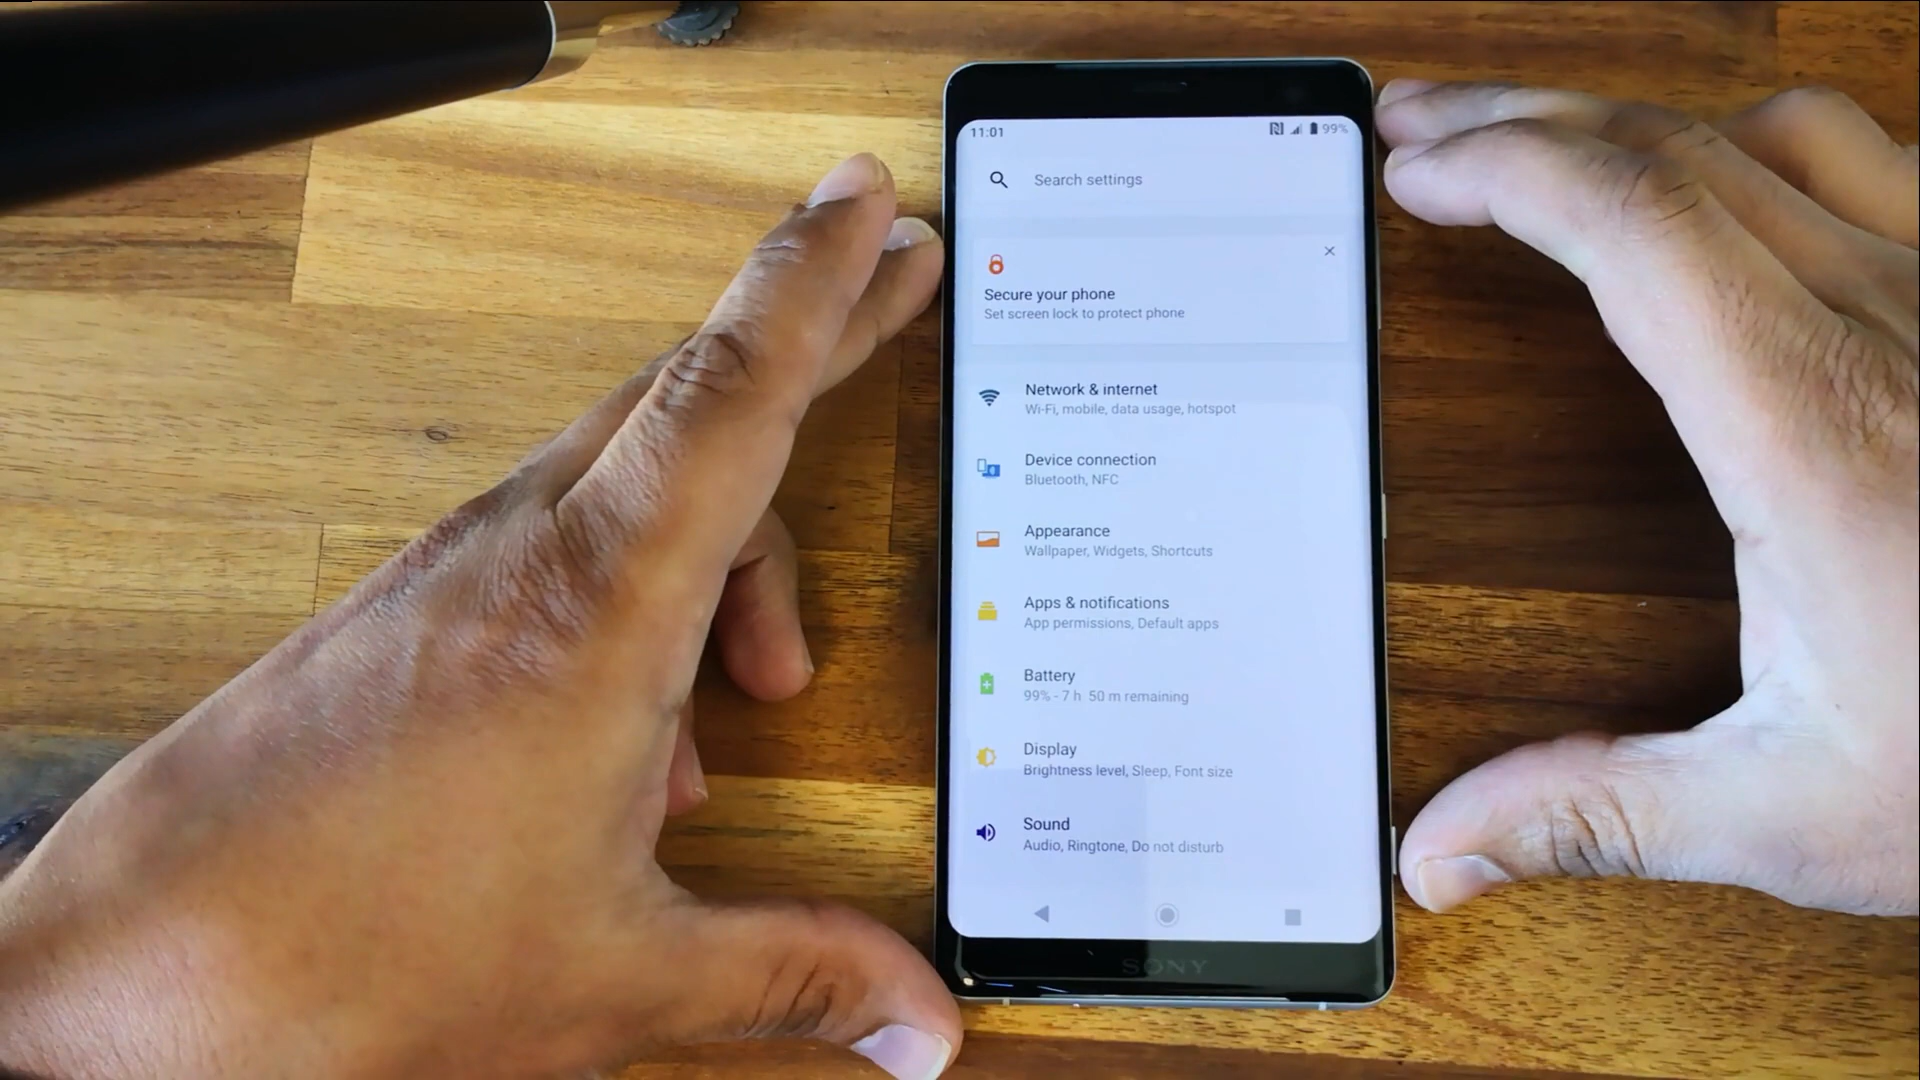 11:01 99%
Search settings
Secure your phone
Set screen lock to protect phone
Network & internet
Wi-Fi, mobile, data usage, hotspot
Device connection
Bluetooth, NFC
Appearance
Wallpaper, Widgets, Shortcuts
Apps & notifications
App permissions, Default apps
Battery
99% - 7 h 50 m remaining
Display
Brightness level, Sleep, Font size
Sound
Audio, Ringtone, Do not disturb
SONY